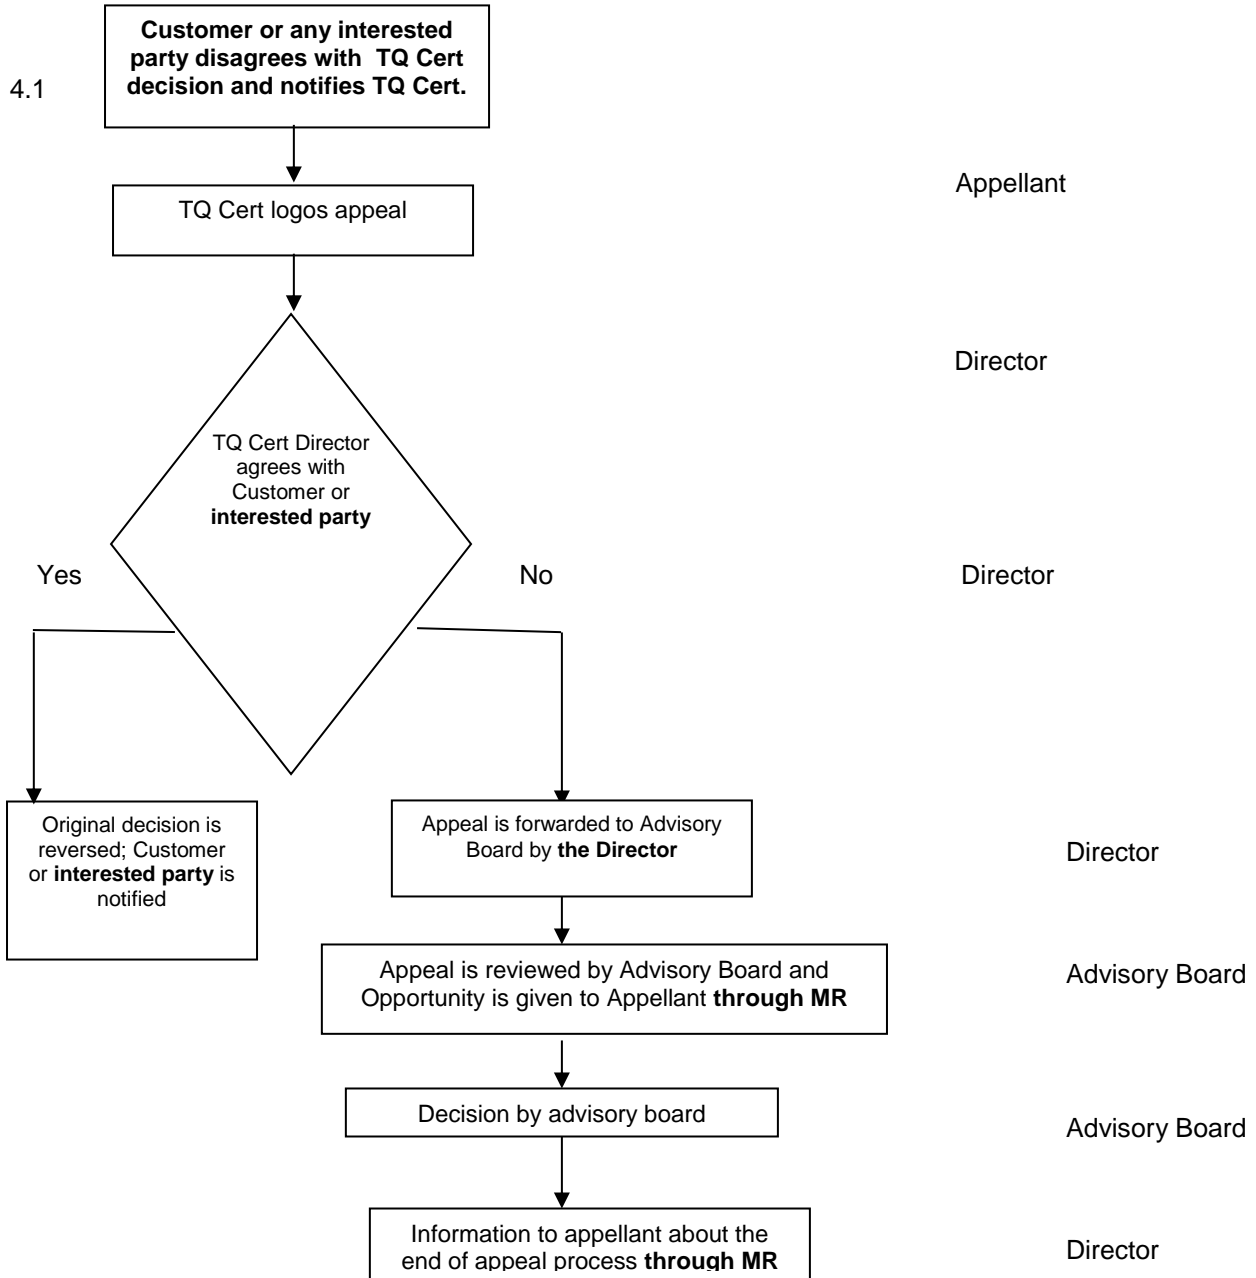 Customer or any interested
party disagrees with TQ Cert
decision and notifies TQ Cert.
4.1
Appellant
TQ Cert logos appeal
Director
TQ Cert Director
agrees with
Customer or
interested party
Yes
No
Director
Original decision is
reversed; Customer
or interested party is
notified
Appeal is forwarded to Advisory
Board by the Director
Director
Appeal is reviewed by Advisory Board and
Opportunity is given to Appellant through MR
Advisory Board
Decision by advisory board
Advisory Board
Information to appellant about the
end of appeal process through MR
Director